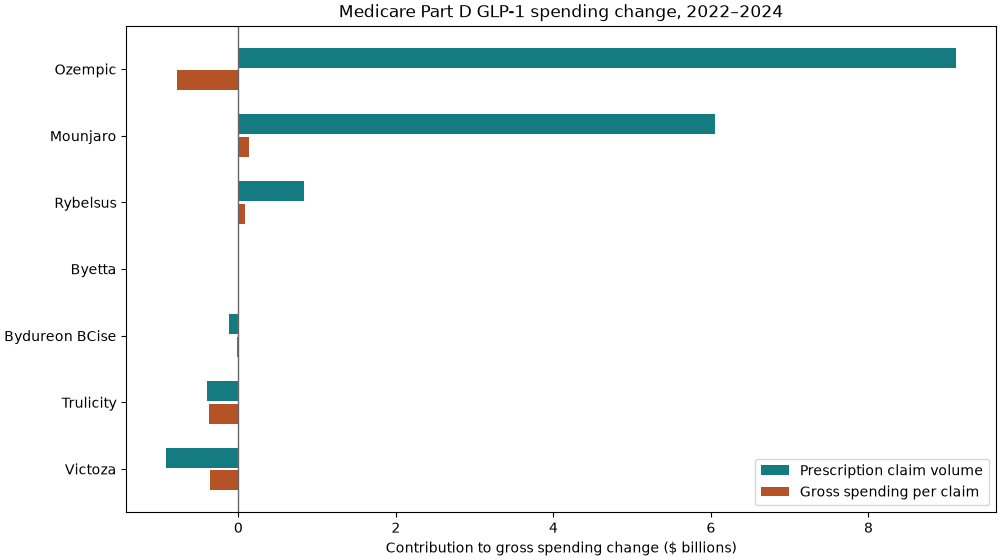 Medicare Part D GLP-1 spending change, 2022–2024
Ozempic
Mounjaro
Rybelsus
Byetta
Bydureon BCise
Trulicity
Victoza
Prescription claim volume
Gross spending per claim
0 2 4 6 8
Contribution to gross spending change ($ billions)